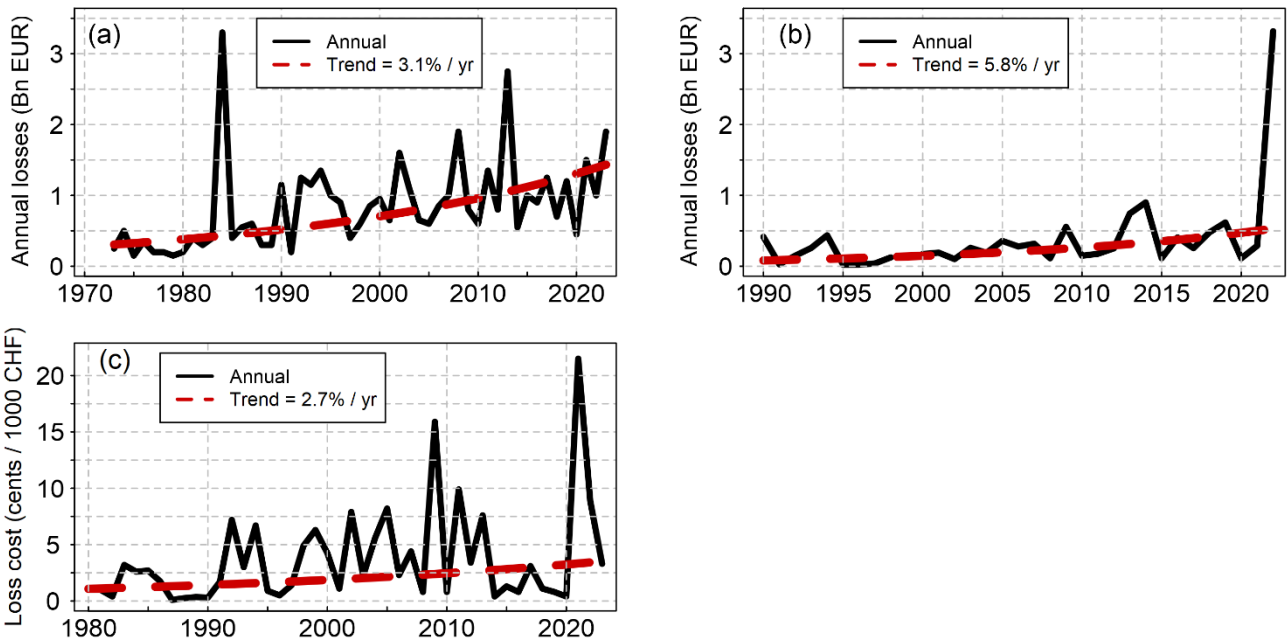 (a)
Annual
Trend = 3.1% / yr
Annual losses (Bn EUR)
3
2
1
0
1970 1980 1990 2000 2010 2020
(b)
Annual
Trend = 5.8% / yr
Annual losses (Bn EUR)
3
2
1
0
1990 1995 2000 2005 2010 2015 2020
(c)
Annual
Trend = 2.7% / yr
Loss cost (cents / 1000 CHF)
20
15
10
5
0
1980 1990 2000 2010 2020